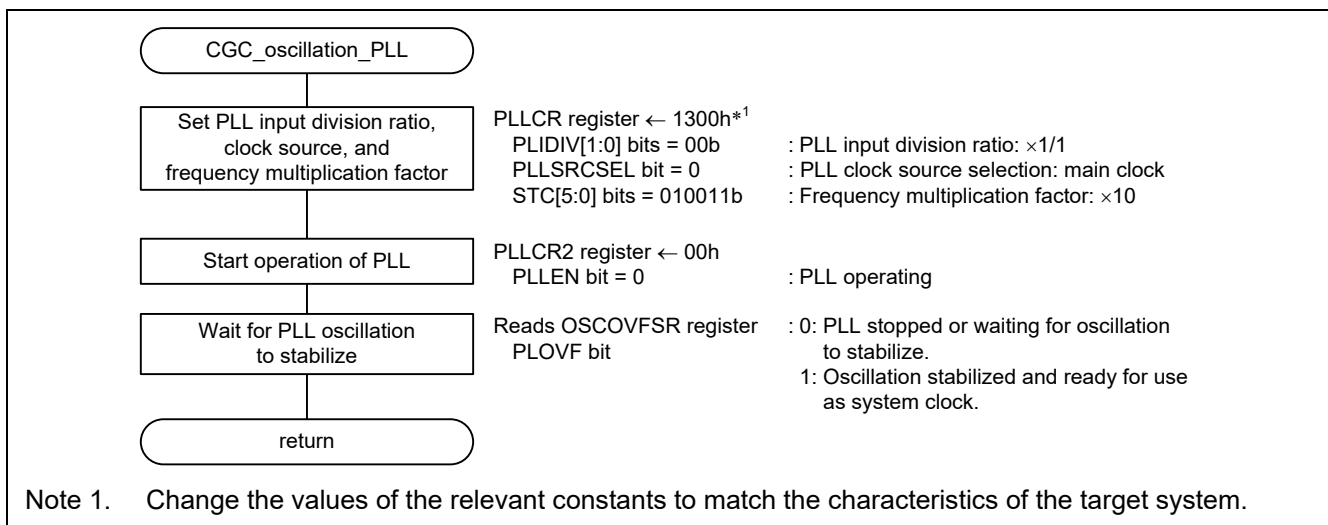 CGC_oscillation_PLL
Set PLL input division ratio,
clock source, and
frequency multiplication factor
PLLCR register ← 1300h*1
PLIDIV[1:0] bits = 00b : PLL input division ratio: ×1/1
PLLSRCSEL bit = 0 : PLL clock source selection: main clock
STC[5:0] bits = 010011b : Frequency multiplication factor: ×10
Start operation of PLL
PLLCR2 register ← 00h
PLLEN bit = 0 : PLL operating
Wait for PLL oscillation
to stabilize
Reads OSCOVFSR register : 0: PLL stopped or waiting for oscillation
PLOVF bit to stabilize.
1: Oscillation stabilized and ready for use
as system clock.
return
Note 1. Change the values of the relevant constants to match the characteristics of the target system.